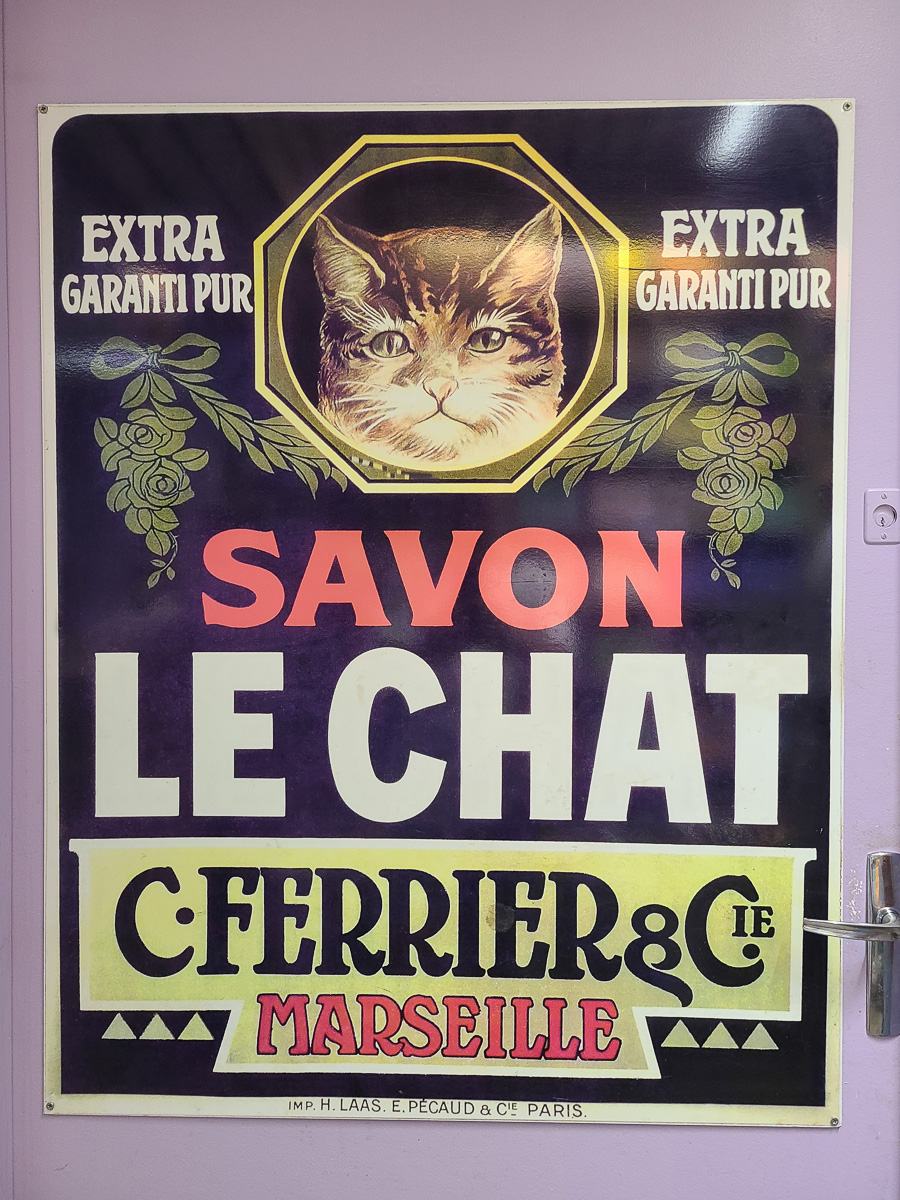 EXTRA
GARANTI PUR
EXTRA
GARANTI PUR
SAVON
LE CHAT
C. FERRIER & CIE
MARSEILLE
IMP. H. LAAS. E. PÉCAUD & CIE PARIS.